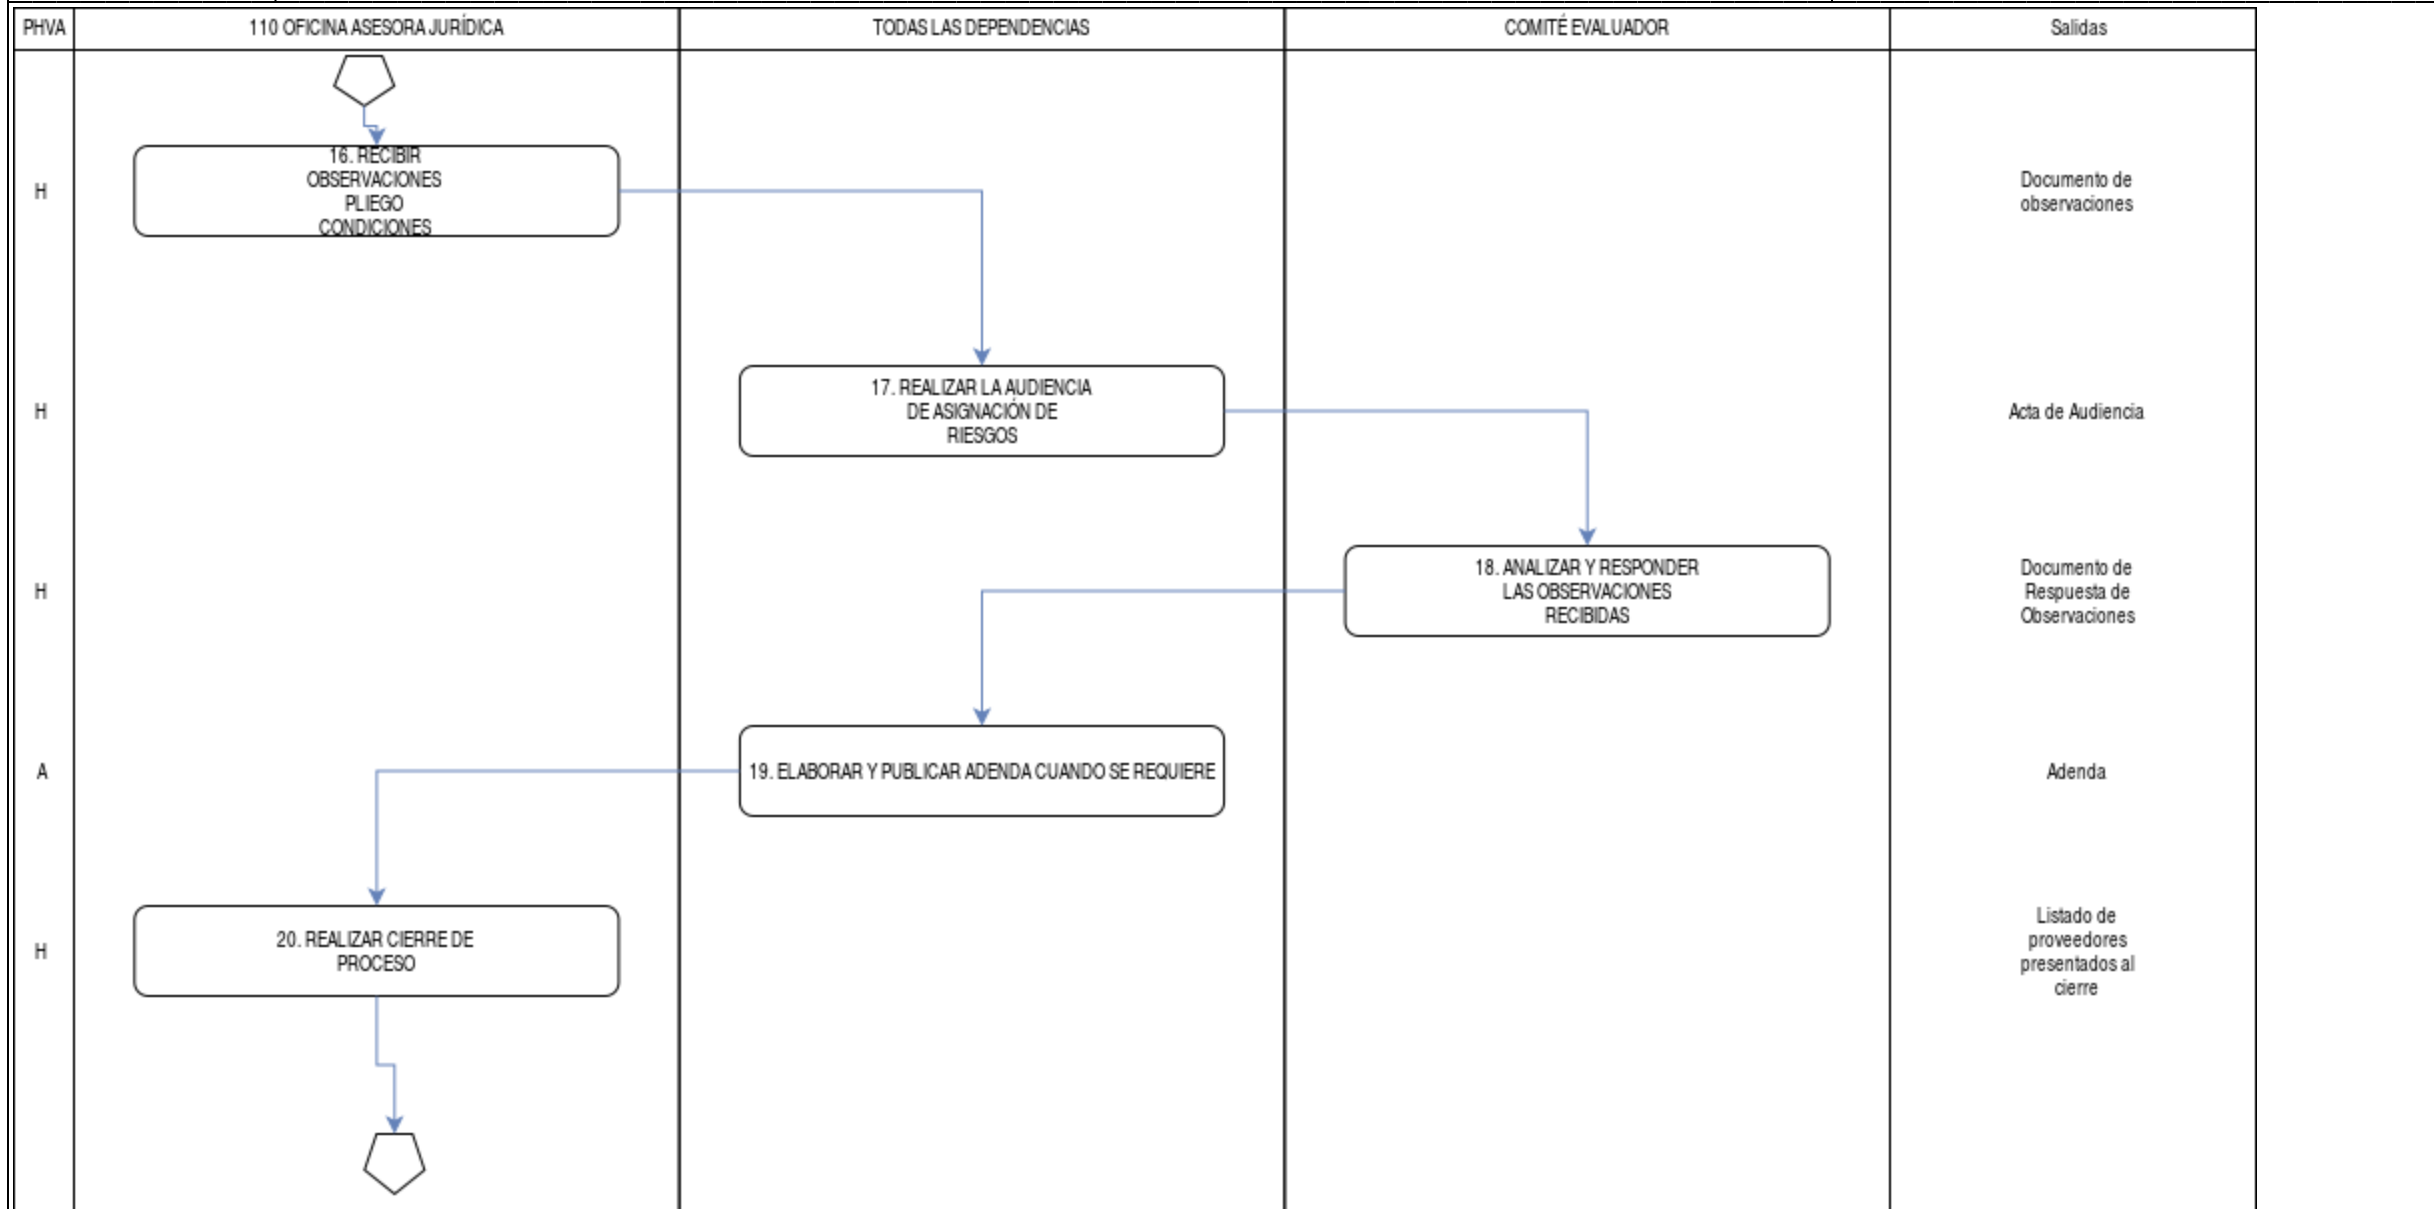 PHVA
110 OFICINA ASESORA JURÍDICA
TODAS LAS DEPENDENCIAS
COMITÉ EVALUADOR
Salidas
H
16. RECIBIR
OBSERVACIONES
PLIEGO
CONDICIONES
Documento de
observaciones
H
17. REALIZAR LA AUDIENCIA
DE ASIGNACIÓN DE
RIESGOS
Acta de Audiencia
H
18. ANALIZAR Y RESPONDER
LAS OBSERVACIONES
RECIBIDAS
Documento de
Respuesta de
Observaciones
A
19. ELABORAR Y PUBLICAR ADENDA CUANDO SE REQUIERE
Adenda
H
20. REALIZAR CIERRE DE
PROCESO
Listado de
proveedores
presentados al
cierre